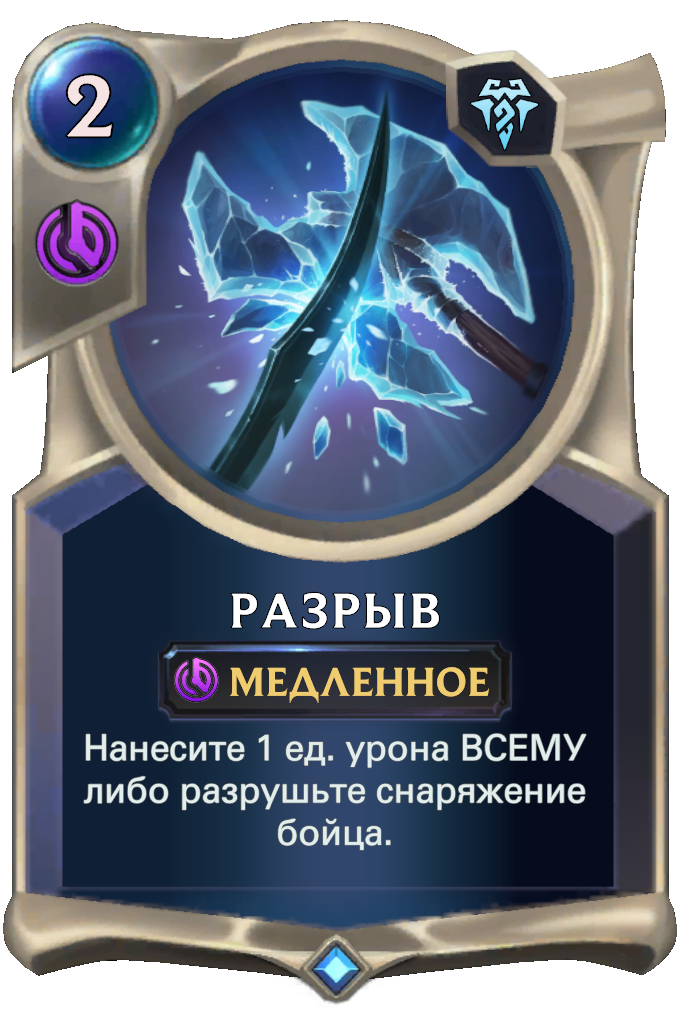 2
РАЗРЫВ
МЕДЛЕННОЕ
Нанесите 1 ед. урона ВСЕМУ
либо разрушьте снаряжение
бойца.